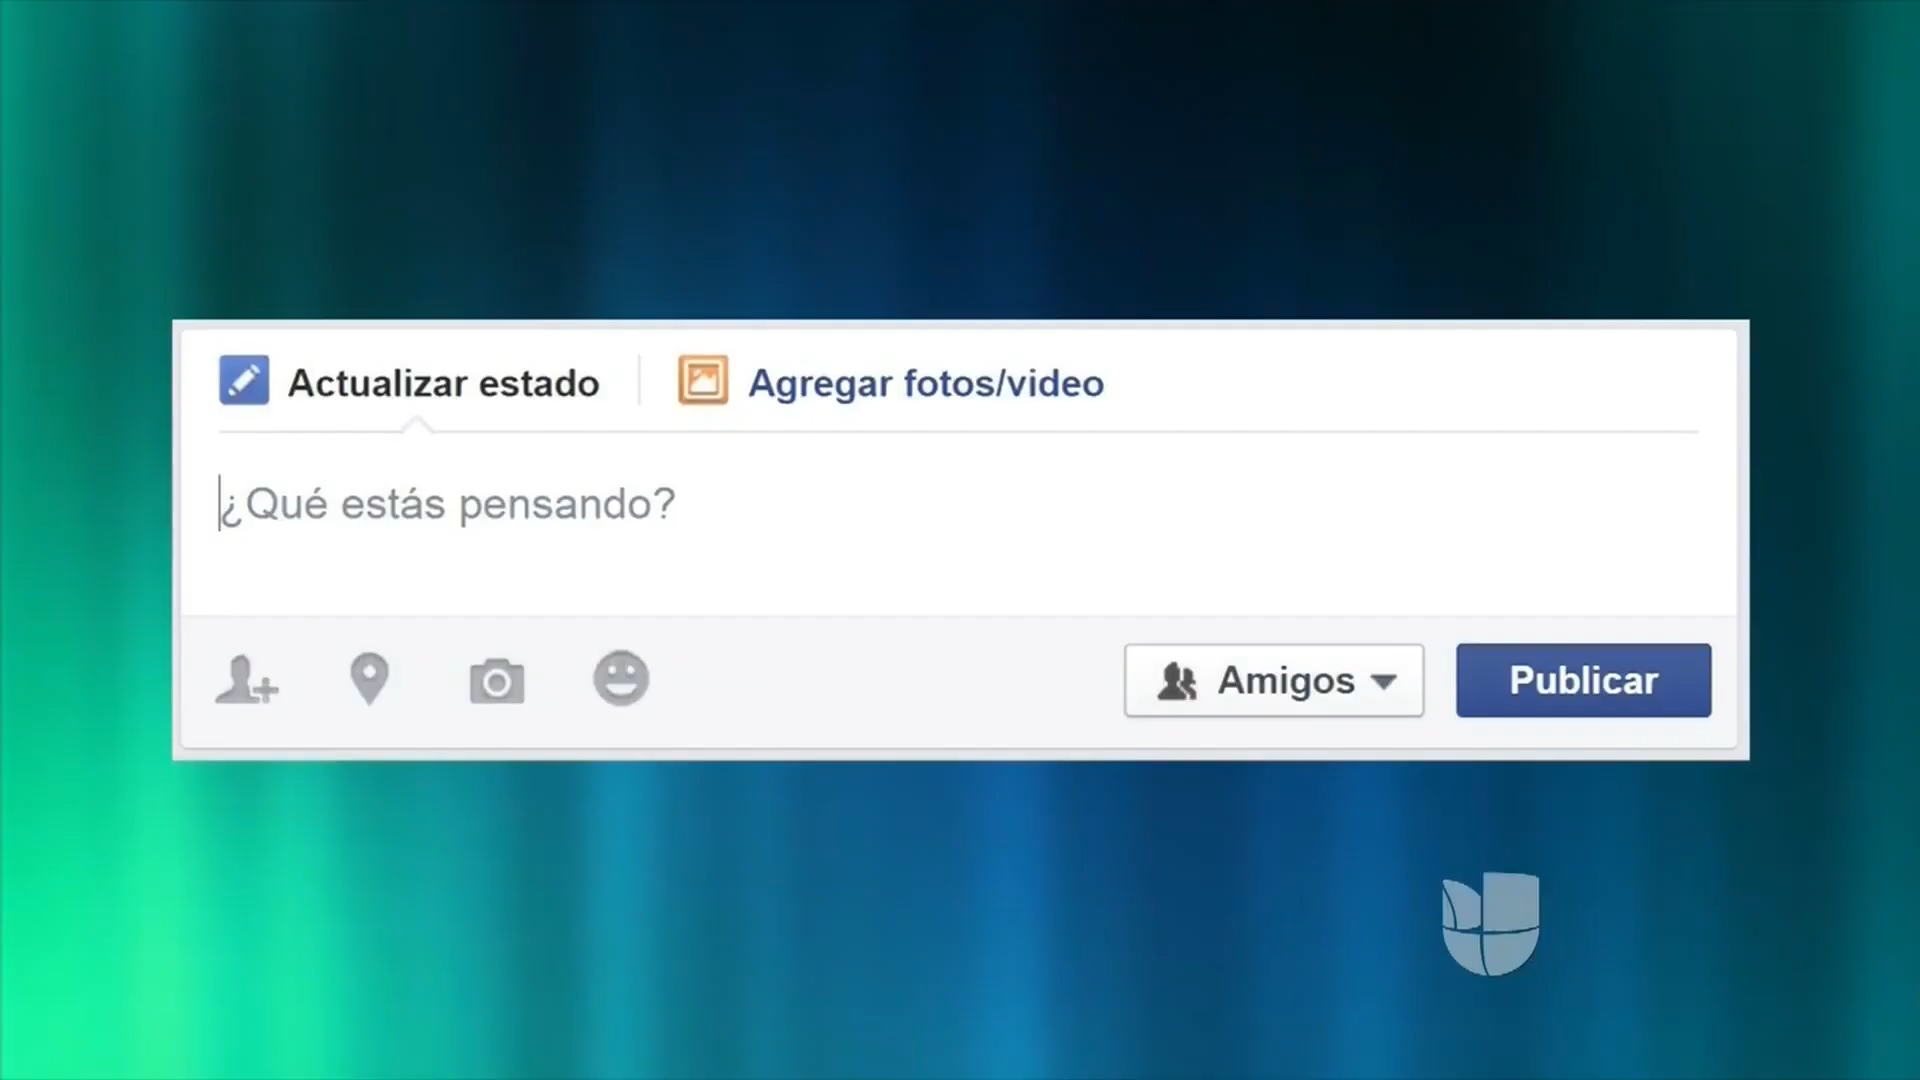 Actualizar estado
Agregar fotos/video
¿Qué estás pensando?
Amigos
Publicar